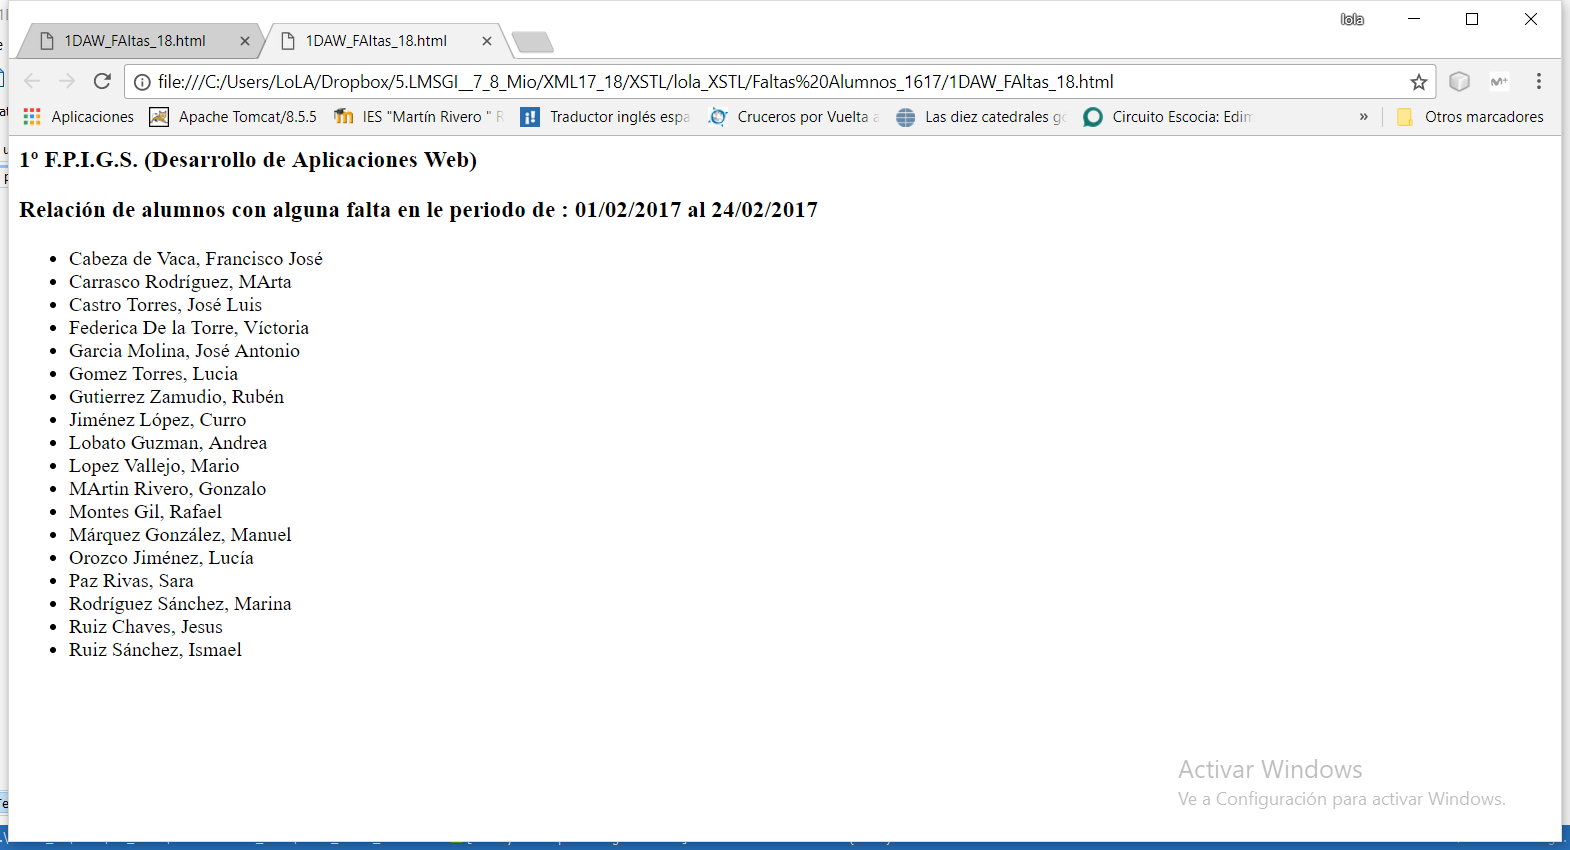 lola
1DAW_FAltas_18.html
1DAW_FAltas_18.html
file:///C:/Users/LoLA/Dropbox/5.LMSGI__7_8_Mio/XML17_18/XSTL/lola_XSTL/Faltas%20Alumnos_1617/1DAW_FAltas_18.html
Aplicaciones Apache Tomcat/8.5.5 IES "Martín Rivero " Traductor inglés espa Cruceros por Vuelta a Las diez catedrales Circuito Escocia: Edim » Otros marcadores
1º F.P.I.G.S. (Desarrollo de Aplicaciones Web)
Relación de alumnos con alguna falta en le periodo de : 01/02/2017 al 24/02/2017
Cabeza de Vaca, Francisco José
Carrasco Rodríguez, MArta
Castro Torres, José Luis
Federica De la Torre, Víctoria
Garcia Molina, José Antonio
Gomez Torres, Lucia
Gutierrez Zamudio, Rubén
Jiménez López, Curro
Lobato Guzman, Andrea
Lopez Vallejo, Mario
MArtin Rivero, Gonzalo
Montes Gil, Rafael
Márquez González, Manuel
Orozco Jiménez, Lucía
Paz Rivas, Sara
Rodríguez Sánchez, Marina
Ruiz Chaves, Jesus
Ruiz Sánchez, Ismael
Activar Windows
Ve a Configuración para activar Windows.